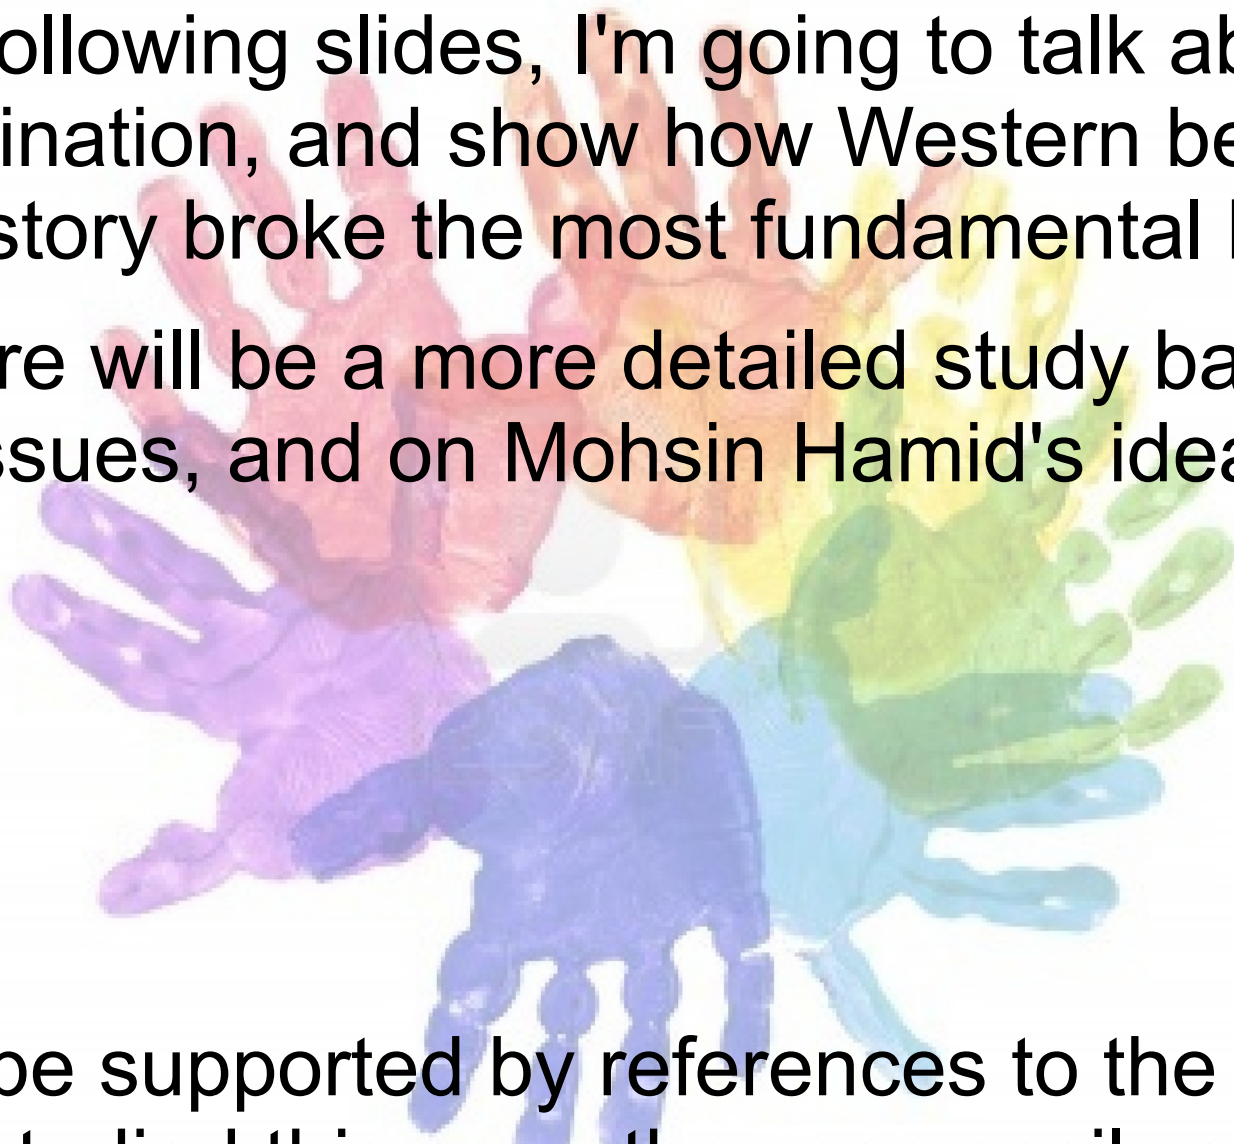 ollowing slides, I'm going to talk ab
ination, and show how Western be
story broke the most fundamental
re will be a more detailed study ba
ssues, and on Mohsin Hamid's idea
be supported by references to the